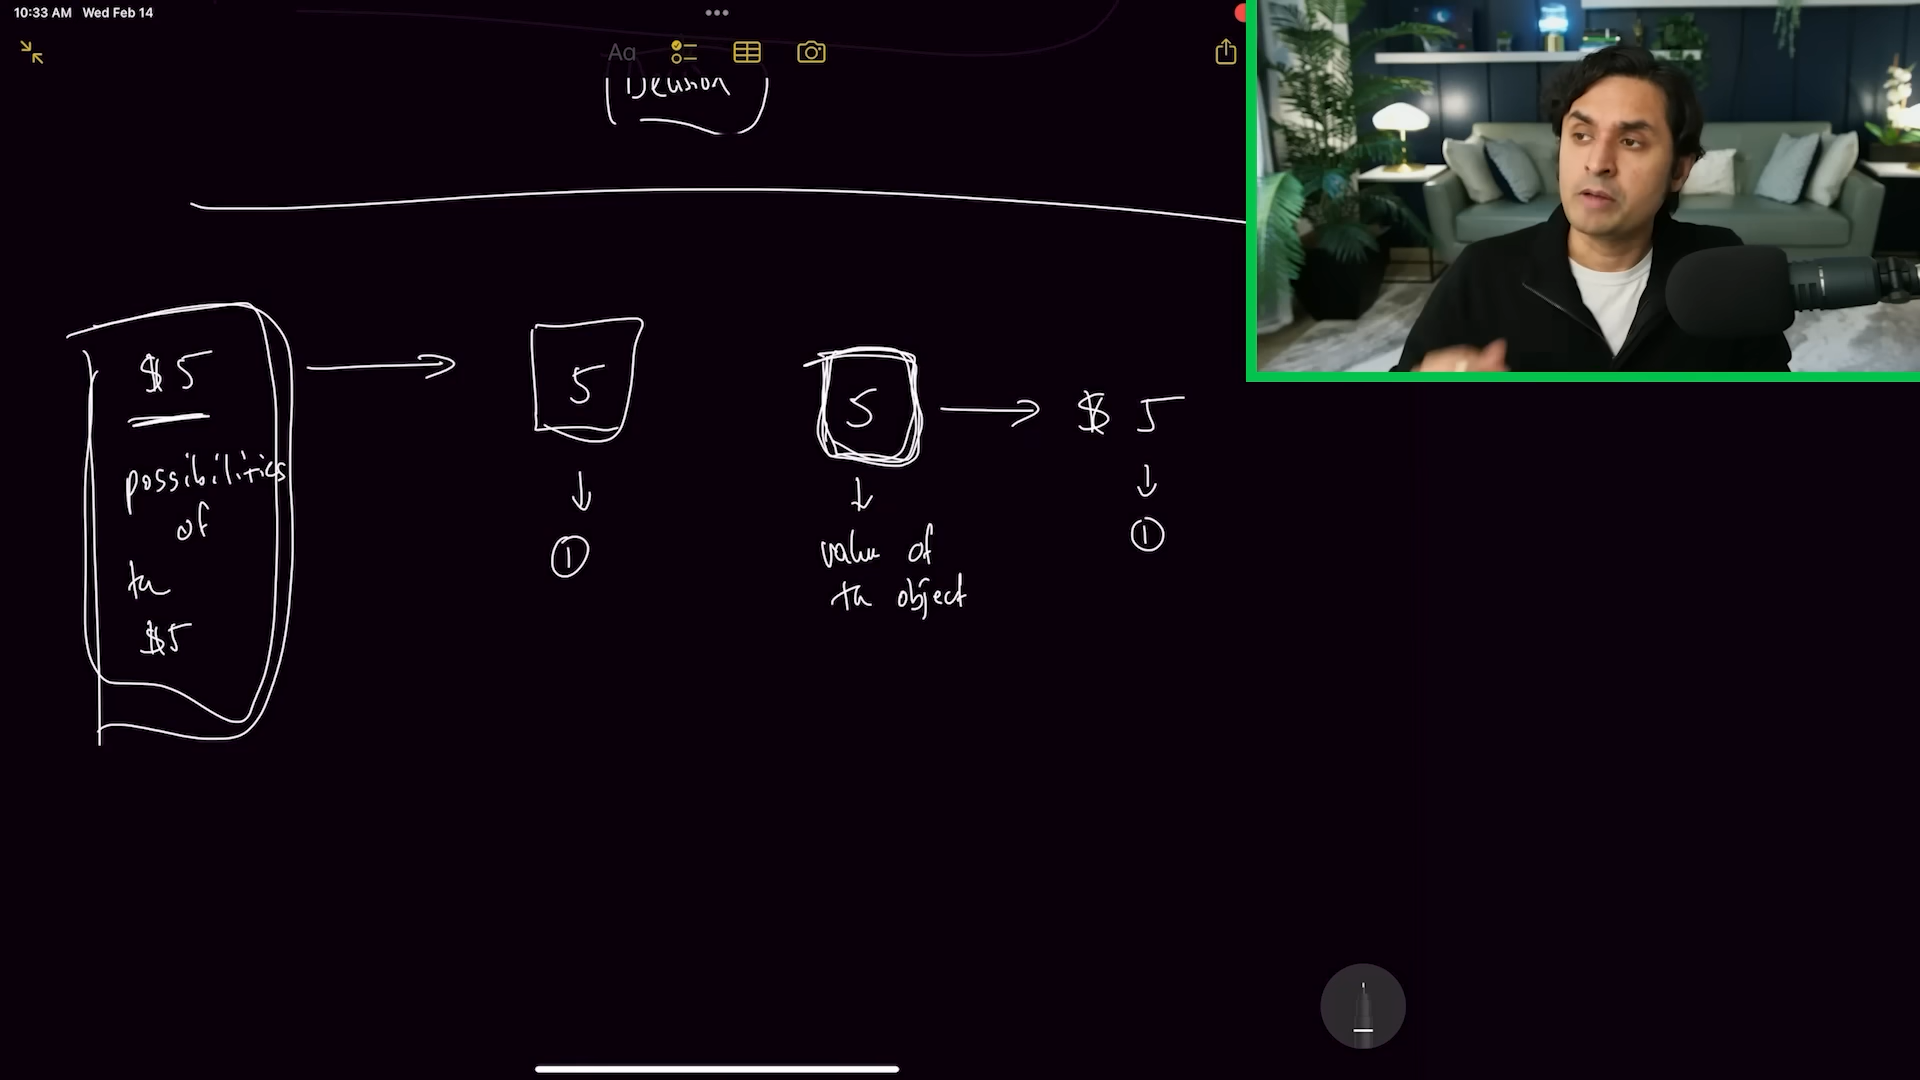 10:33 AM Wed Feb 14
Aa
Decision
$5
possibilities
of
the
$5
5
1
5
value of
the object
$ 5
1